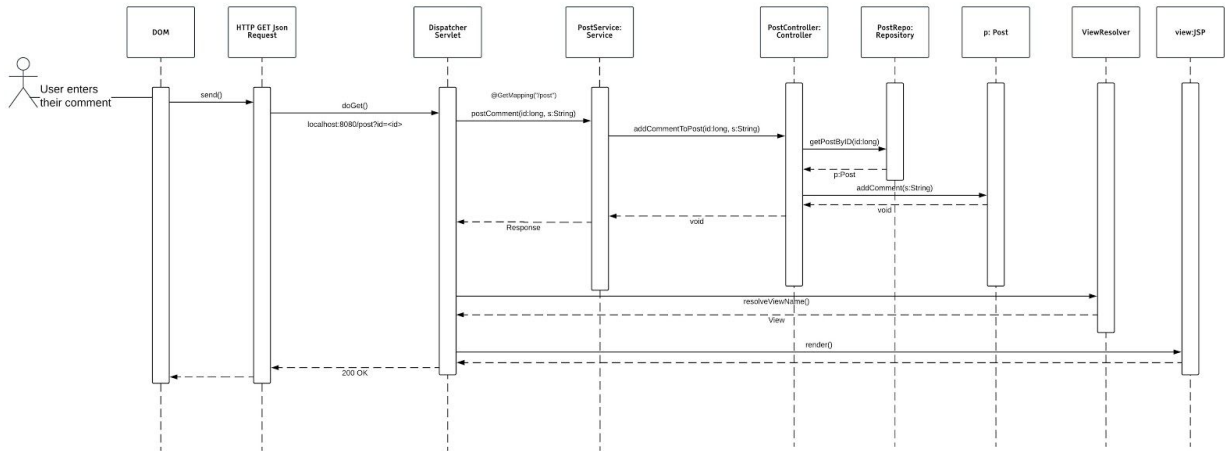 DOM
HTTP GET Json
Request
Dispatcher
Servlet
PostService:
Service
PostController:
Controller
PostRepo:
Repository
p: Post
ViewResolver
view:JSP
User enters
their comment
send()
doGet()
localhost:8080/post?id=<id>
@GetMapping("/post")
postComment(id:long, s:String)
addCommentToPost(id:long, s:String)
getPostByID(id:long)
p:Post
addComment(s:String)
void
void
Response
resolveViewName()
View
render()
200 OK